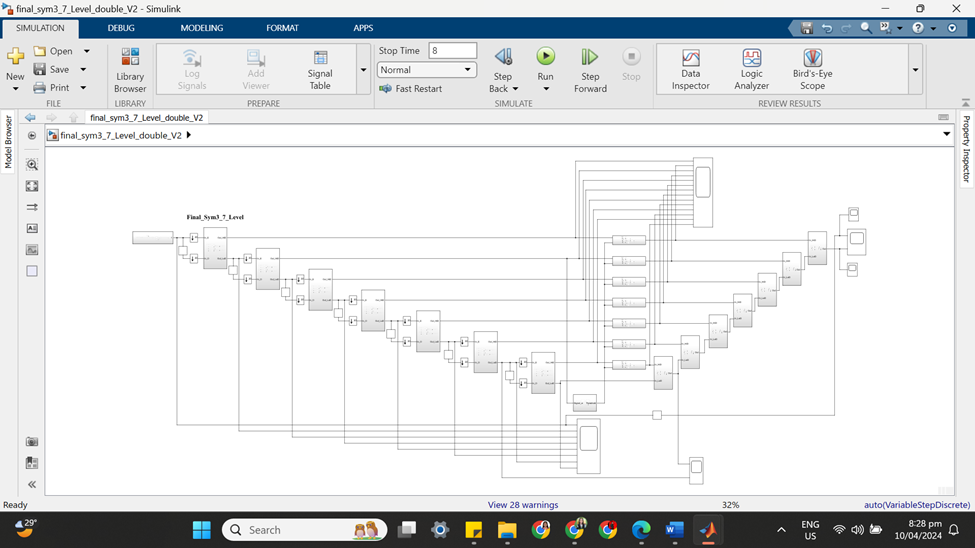 final_sym3_7_Level_double_V2 - Simulink
SIMULATION DEBUG MODELING FORMAT APPS
New
Open
Save
Print
FILE
Library Browser
LIBRARY
Log Signals
Add Viewer
Signal Table
PREPARE
Stop Time 8
Normal
Fast Restart
Step Back
Run
Step Forward
Stop
SIMULATE
Data Inspector
Logic Analyzer
Bird's-Eye Scope
REVIEW RESULTS
Model Browser
final_sym3_7_Level_double_V2
final_sym3_7_Level_double_V2
Property Inspector
Final_Sym3_7_Level
Ready View 28 warnings 32% auto(VariableStepDiscrete)
29°
Search
ENG US
8:28 pm
10/04/2024